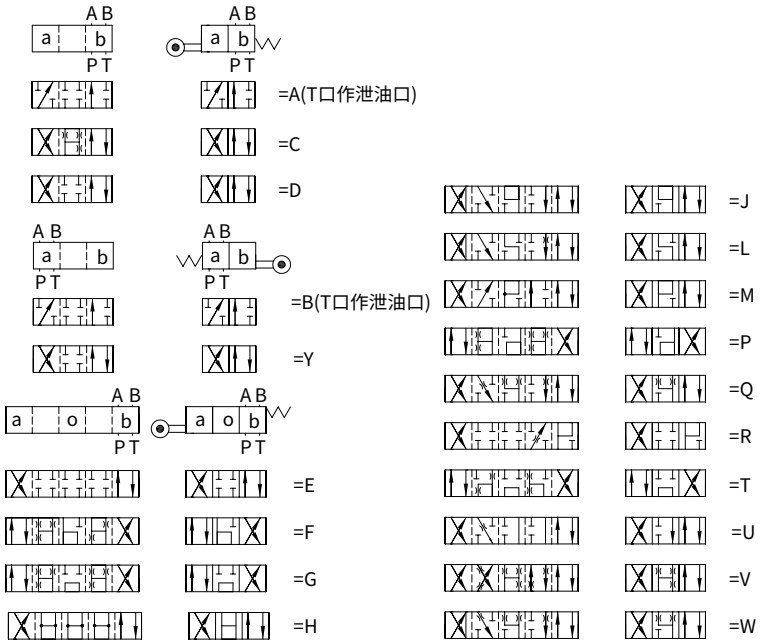 A B
A B
a b
a b
P T
P T
=A(T口作泄油口)
=C
=D
A B
A B
a b
a b
P T
P T
=B(T口作泄油口)
=Y
A B
A B
a o b
a o b
P T
P T
=E
=F
=G
=H
=J
=L
=M
=P
=Q
=R
=T
=U
=V
=W